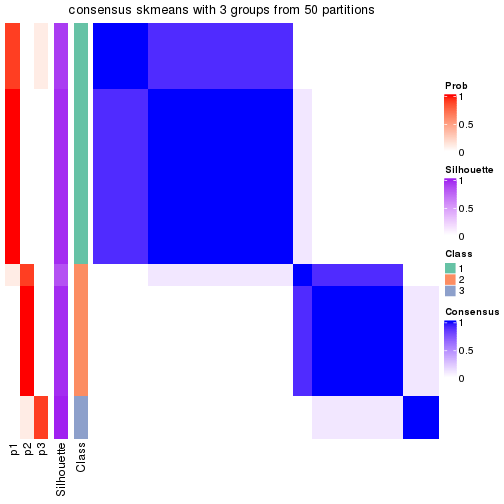 consensus skmeans with 3 groups from 50 partitions
Prob
1
0.5
0
Silhouette
1
0.5
0
Class
1
2
3
Consensus
1
0.5
0
p1
p2
p3
Silhouette
Class